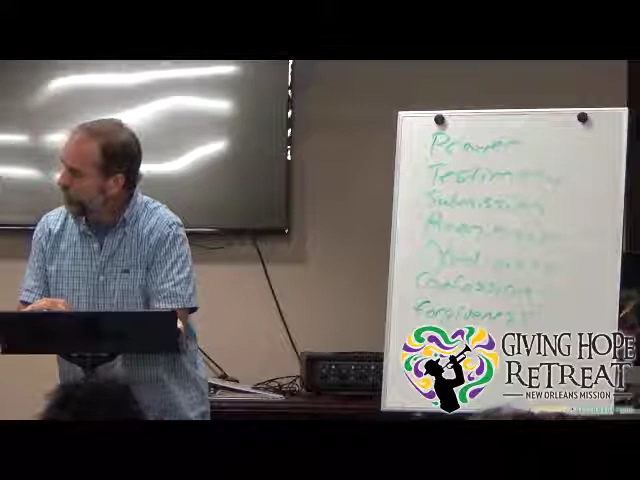 Prayer
Testimony
Submission
Confession
Forgiveness
GIVING HOPE
RETREAT
NEW ORLEANS MISSION